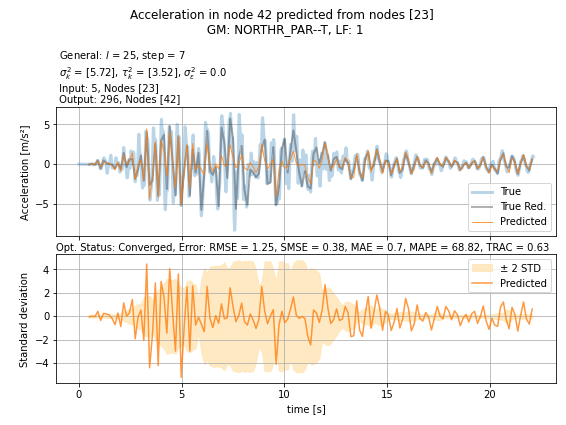 Acceleration in node 42 predicted from nodes [23]
GM: NORTHR_PAR--T, LF: 1
General: l = 25, step = 7
σ²ₖ = [5.72], τ²ₖ = [3.52], σ²ε = 0.0
Input: 5, Nodes [23]
Output: 296, Nodes [42]
Acceleration [m/s²]
5
0
−5
True
True Red.
Predicted
Opt. Status: Converged, Error: RMSE = 1.25, SMSE = 0.38, MAE = 0.7, MAPE = 68.82, TRAC = 0.63
Standard deviation
4
2
0
−2
−4
± 2 STD
Predicted
0 5 10 15 20
time [s]